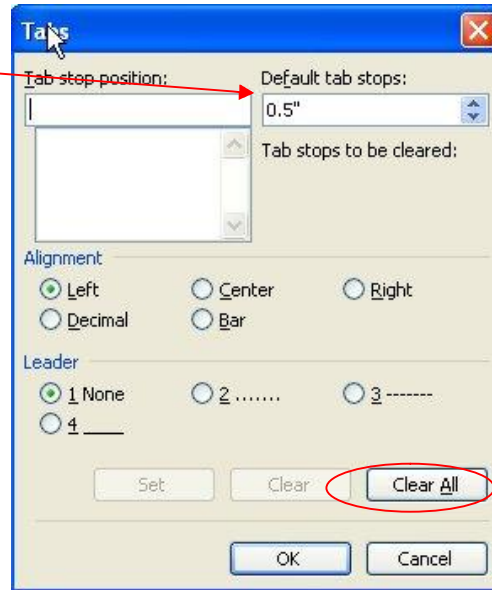 Tabs
Tab stop position:
Default tab stops:
0.5"
Tab stops to be cleared:
Alignment
Left
Center
Right
Decimal
Bar
Leader
1 None
2 .......
3 -------
4 ____
Set
Clear
Clear All
OK
Cancel